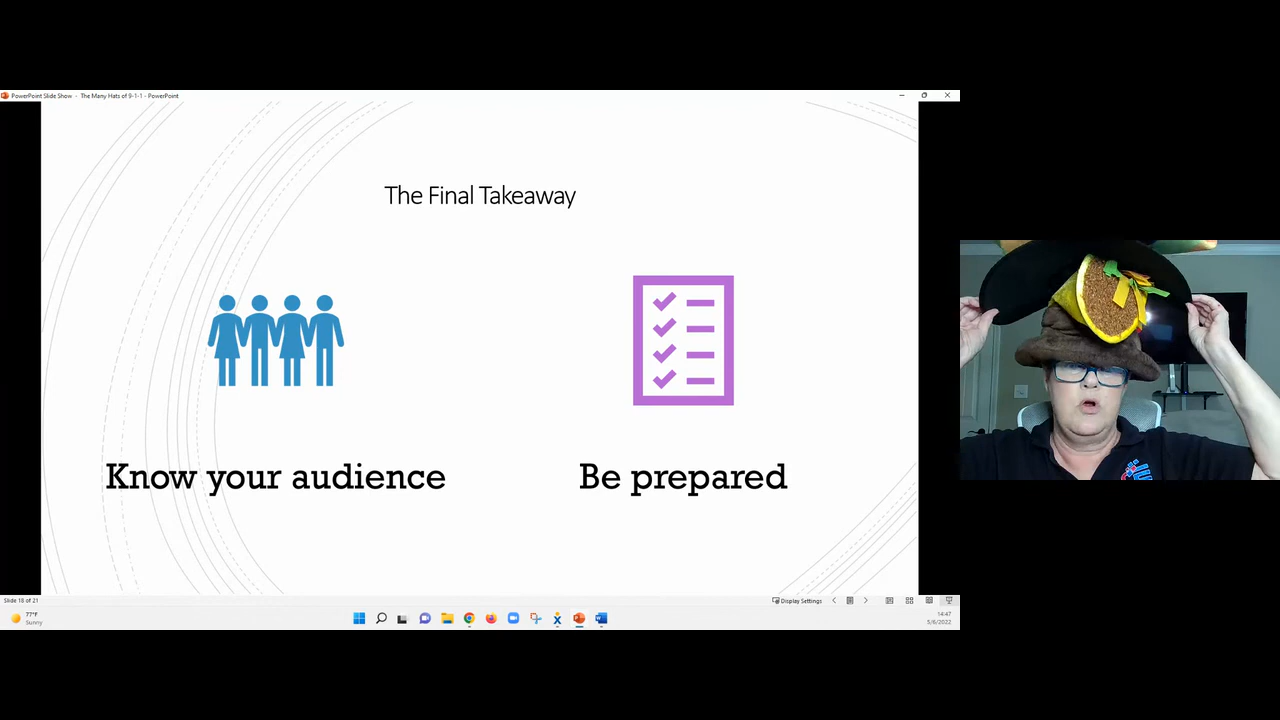 PowerPoint Slide Show - The Many Hats of 9-1-1 - PowerPoint
The Final Takeaway
Know your audience
Be prepared
Slide 18 of 21
Display Settings
77°F
Sunny
14:47
5/6/2022